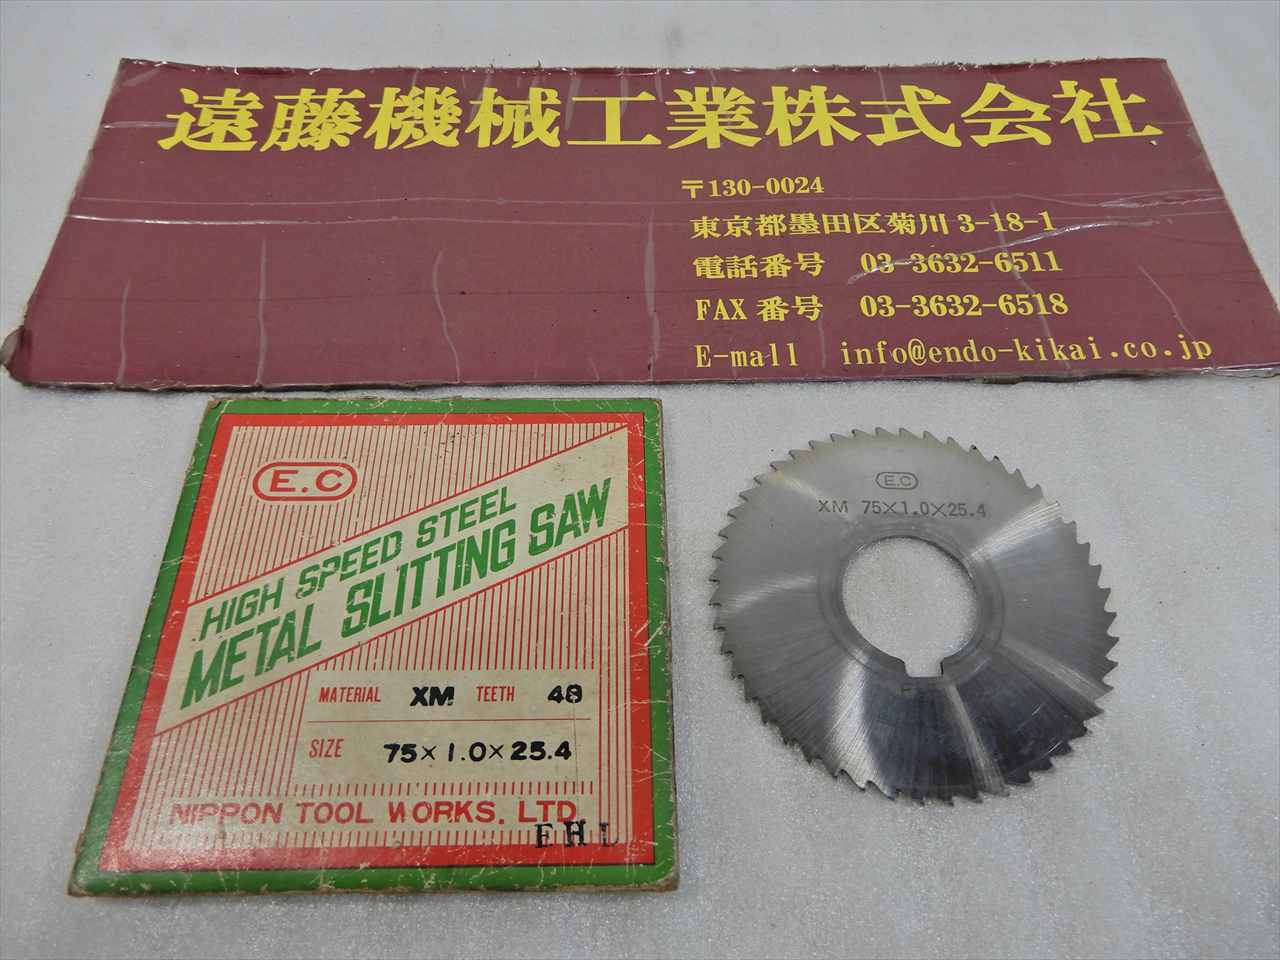 遠藤機械工業株式会社
〒130-0024
東京都墨田区菊川 3-18-1
電話番号 03-3632-6511
FAX 番号 03-3632-6518
E-mall info@endo-kikai.co.jp
E.C
HIGH SPEED STEEL
METAL SLITTING SAW
MATERIAL XM TEETH 48
SIZE 75×1.0×25.4
NIPPON TOOL WORKS, LTD.
EHL
E.C
XM 75×1.0×25.4